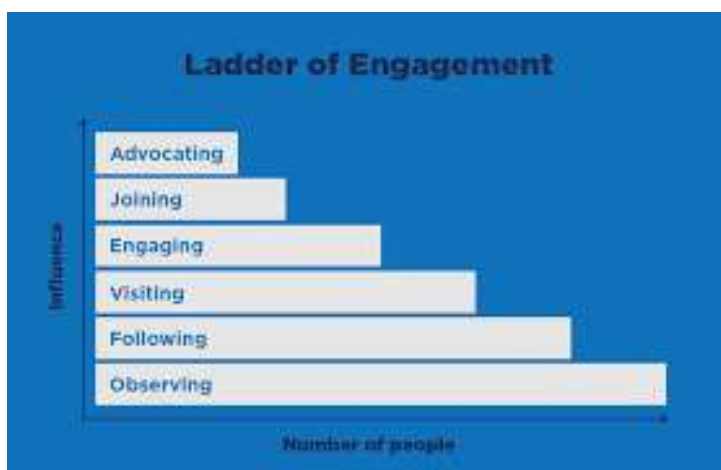 Ladder of Engagement
Advocating
Joining
Engaging
Visiting
Following
Observing
Influence
Number of people